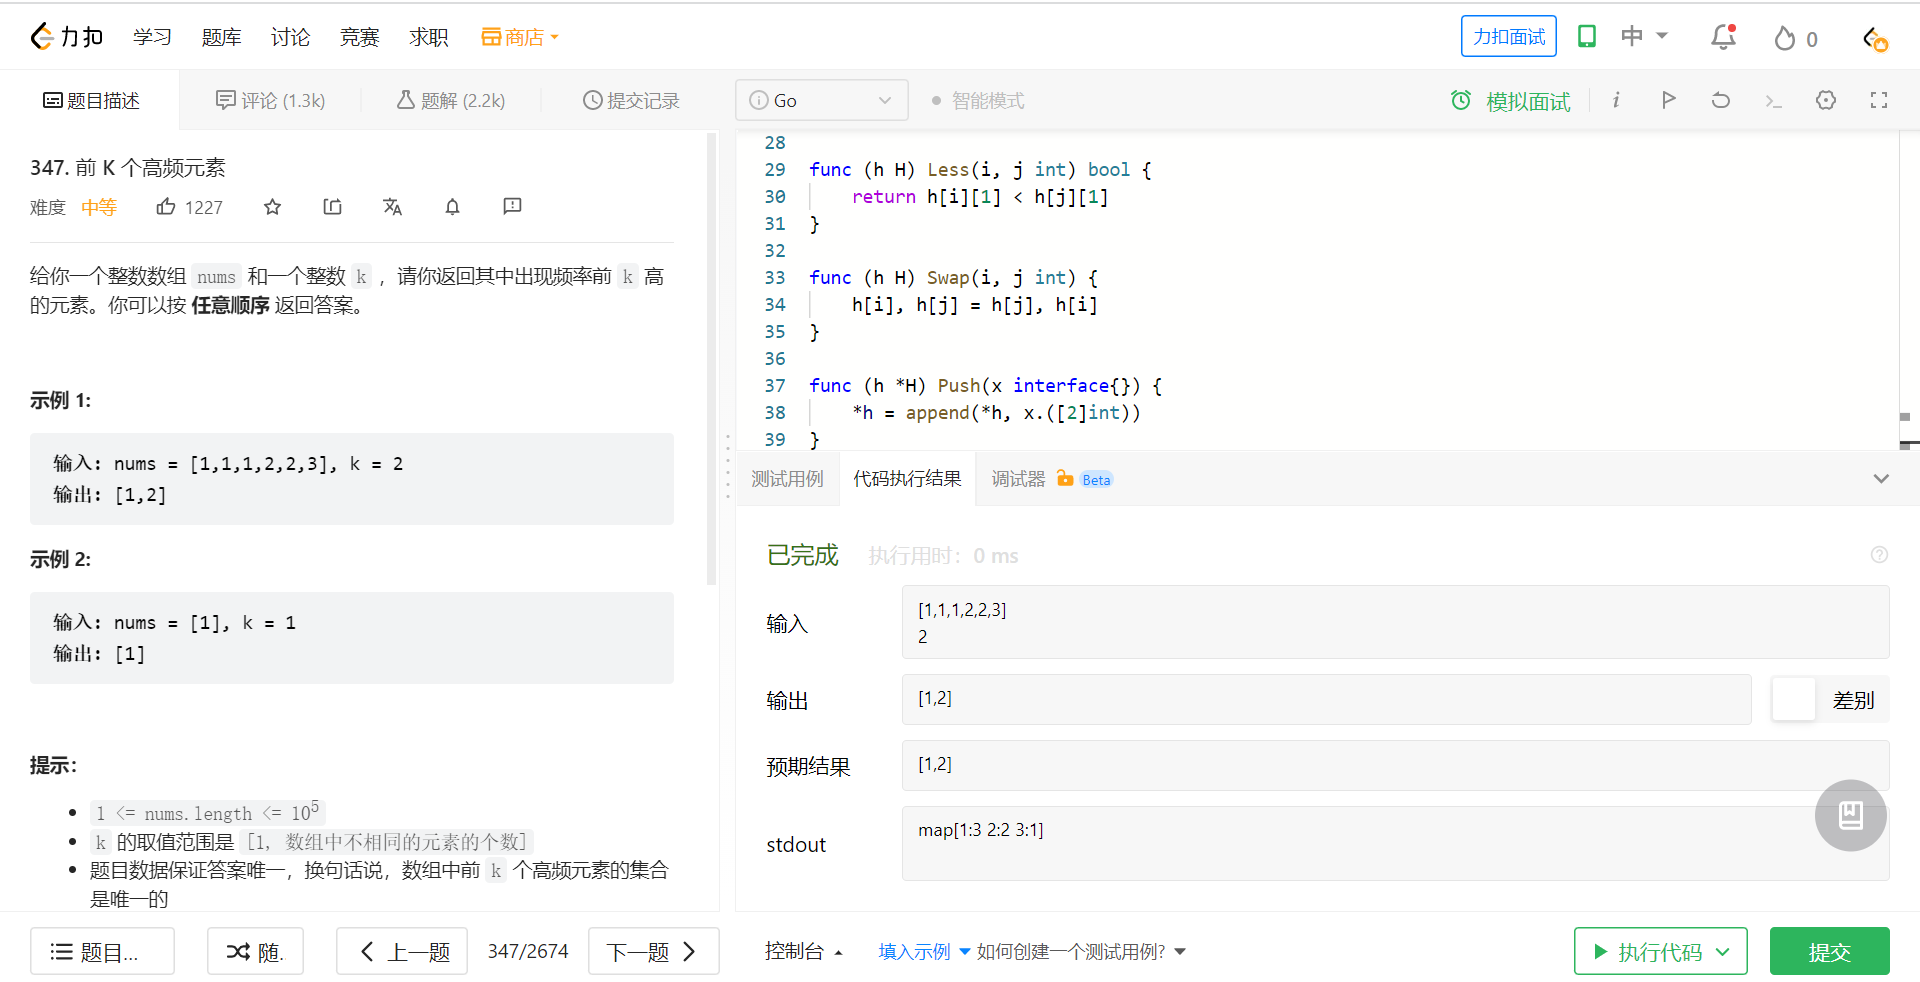 力扣 学习 题库 讨论 竞赛 求职 商店 力扣面试 中 0
题目描述 评论 (1.3k) 题解 (2.2k) 提交记录 Go 智能模式 模拟面试
347. 前 K 个高频元素
难度 中等 1227
给你一个整数数组 nums 和一个整数 k ，请你返回其中出现频率前 k 高
的元素。你可以按 任意顺序 返回答案。
示例 1:
输入: nums = [1,1,1,2,2,3], k = 2
输出: [1,2]
示例 2:
输入: nums = [1], k = 1
输出: [1]
提示：
1 <= nums.length <= 10^5
k 的取值范围是 [1, 数组中不相同的元素的个数]
题目数据保证答案唯一，换句话说，数组中前 k 个高频元素的集合
是唯一的
题目... 随. 上一题 347/2674 下一题
28
29 func (h H) Less(i, j int) bool {
30 return h[i][1] < h[j][1]
31 }
32
33 func (h H) Swap(i, j int) {
34 h[i], h[j] = h[j], h[i]
35 }
36
37 func (h *H) Push(x interface{}) {
38 *h = append(*h, x.([2]int))
39 }
测试用例 代码执行结果 调试器 Beta
已完成 执行用时：0 ms
输入
[1,1,1,2,2,3]
2
输出 [1,2] 差别
预期结果 [1,2]
stdout map[1:3 2:2 3:1]
控制台 填入示例 如何创建一个测试用例? 执行代码 提交